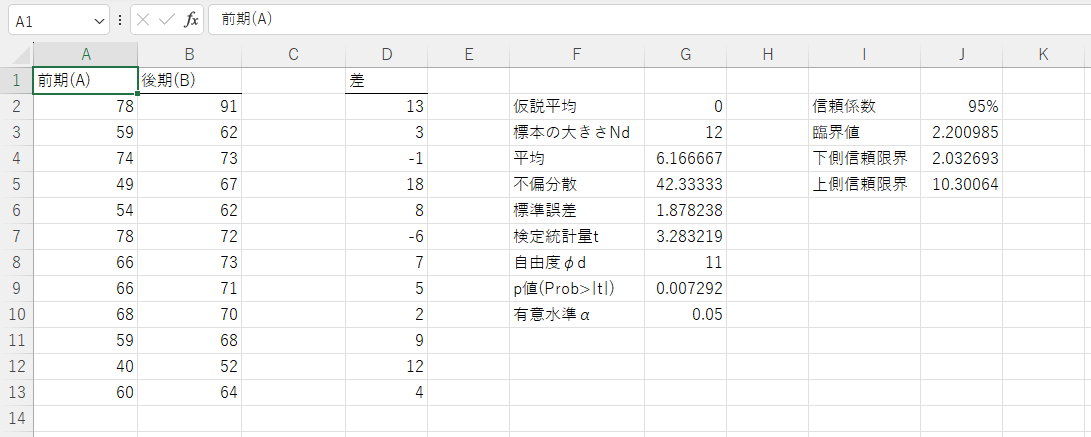 A1 fx 前期(A)
A B C D E F G H I J K
1 前期(A) 後期(B) 差
2 78 91 13 仮説平均 0 信頼係数 95%
3 59 62 3 標本の大きさNd 12 臨界値 2.200985
4 74 73 -1 平均 6.166667 下側信頼限界 2.032693
5 49 67 18 不偏分散 42.33333 上側信頼限界 10.30064
6 54 62 8 標準誤差 1.878238
7 78 72 -6 検定統計量t 3.283219
8 66 73 7 自由度φd 11
9 66 71 5 p値(Prob>|t|) 0.007292
10 68 70 2 有意水準α 0.05
11 59 68 9
12 40 52 12
13 60 64 4
14